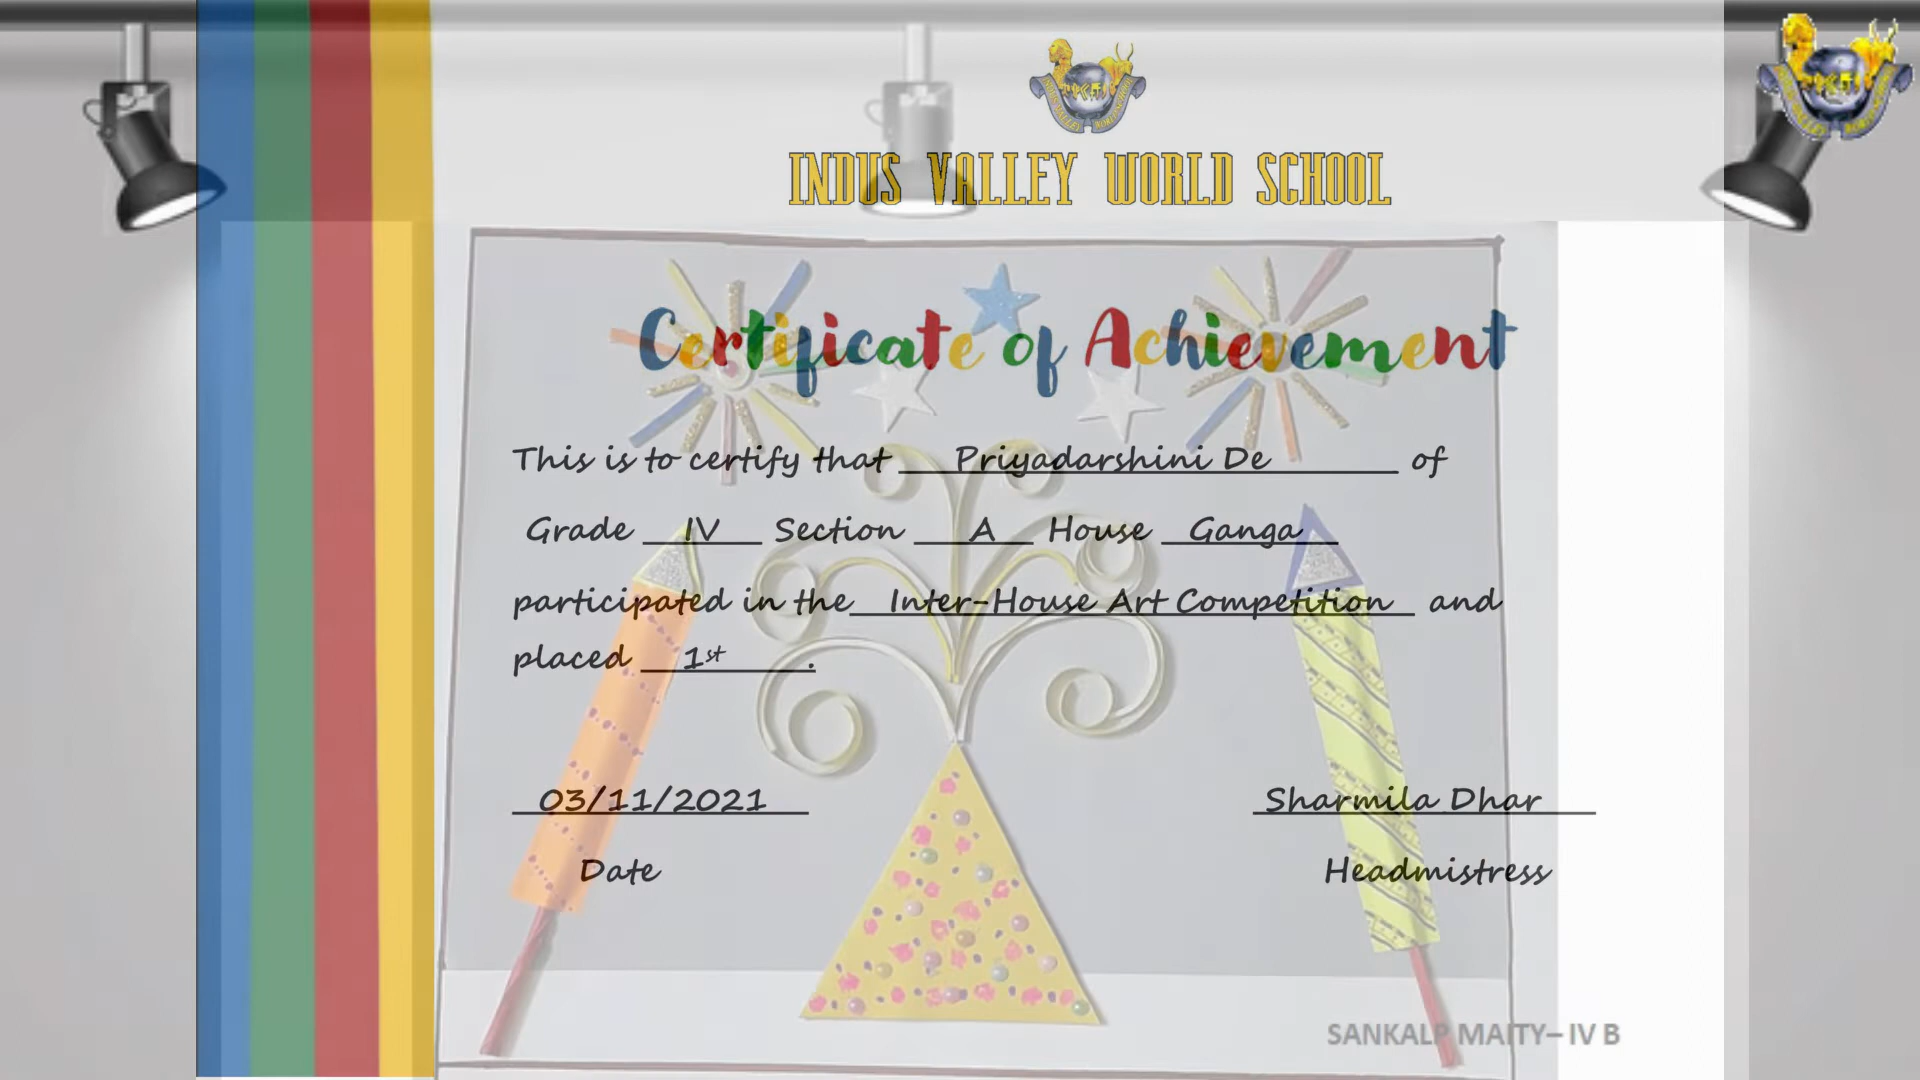 INDUS VALLEY WORLD SCHOOL
Certificate of Achievement
This is to certify that Priyadarshini De of
Grade IV Section A House Ganga
participated in the Inter-House Art Competition and
placed 1st .
03/11/2021 Sharmila Dhar
Date Headmistress
SANKALP MAITY– IV B